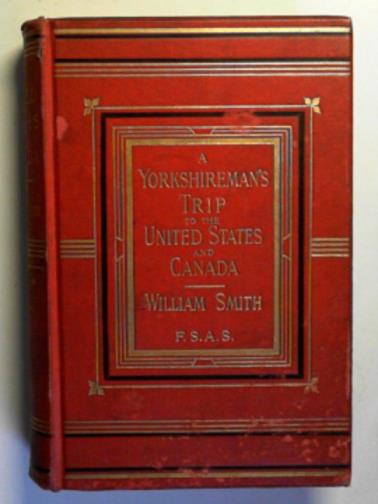 A
YORKSHIREMAN'S
TRIP
TO THE
UNITED STATES
AND
CANADA
WILLIAM SMITH
F.S.A.S.